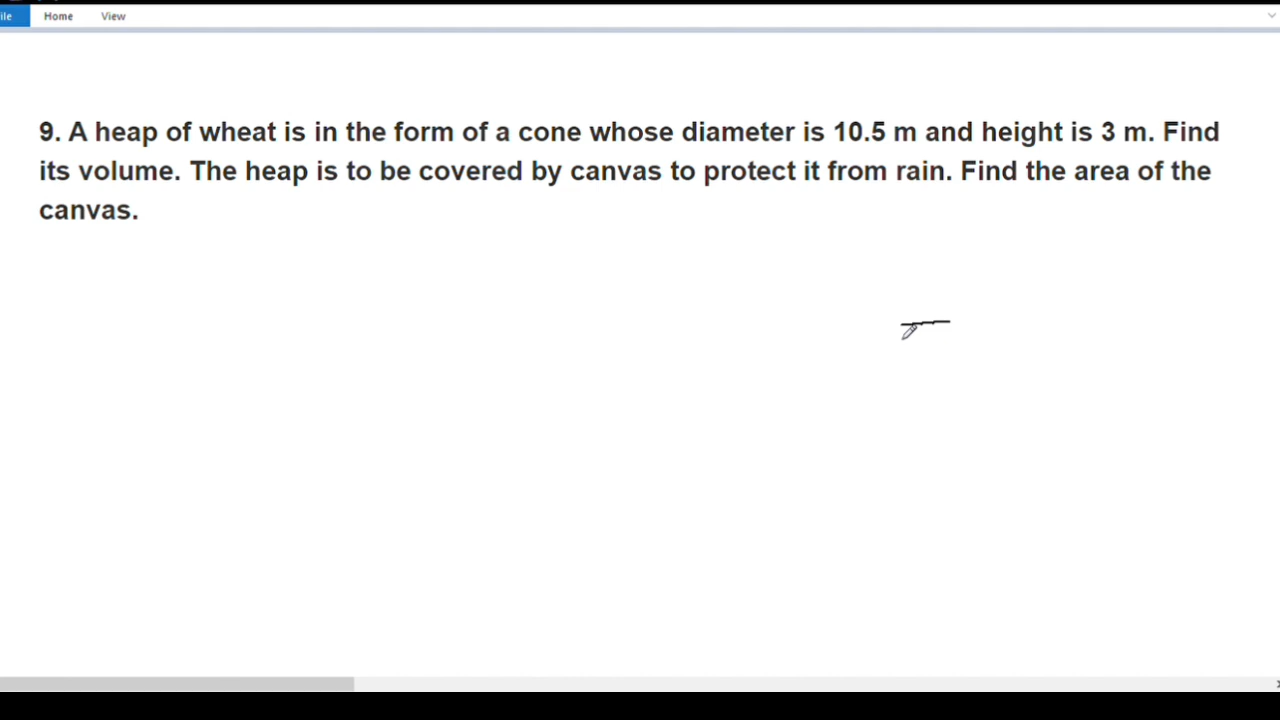 ile Home View
9. A heap of wheat is in the form of a cone whose diameter is 10.5 m and height is 3 m. Find
its volume. The heap is to be covered by canvas to protect it from rain. Find the area of the
canvas.